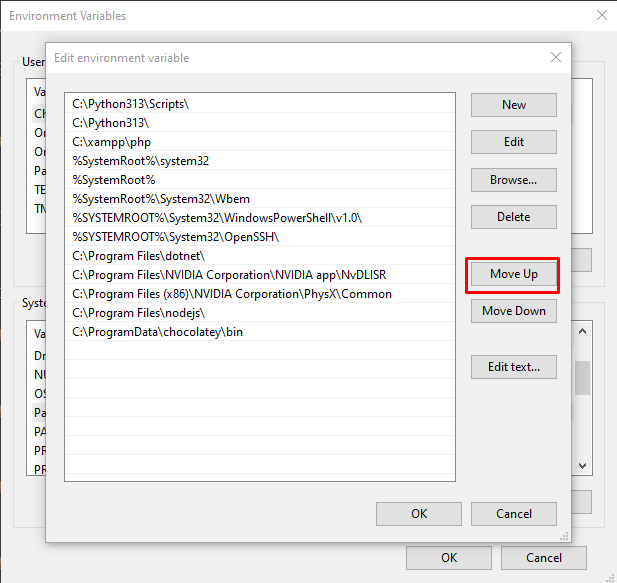 Environment Variables
User
Va
Ch
On
On
Pa
TE
TN
Edit environment variable
C:\Python313\Scripts\
C:\Python313\
C:\xampp\php
%SystemRoot%\system32
%SystemRoot%
%SystemRoot%\System32\Wbem
%SYSTEMROOT%\System32\WindowsPowerShell\v1.0\
%SYSTEMROOT%\System32\OpenSSH\
C:\Program Files\dotnet\
C:\Program Files\NVIDIA Corporation\NVIDIA app\NvDLISR
C:\Program Files (x86)\NVIDIA Corporation\PhysX\Common
C:\Program Files\nodejs\
C:\ProgramData\chocolatey\bin
New
Edit
Browse...
Delete
Move Up
Move Down
Edit text...
OK
Cancel
Syste
Va
Dr
NU
OS
Pa
PA
PR
PR
OK
Cancel